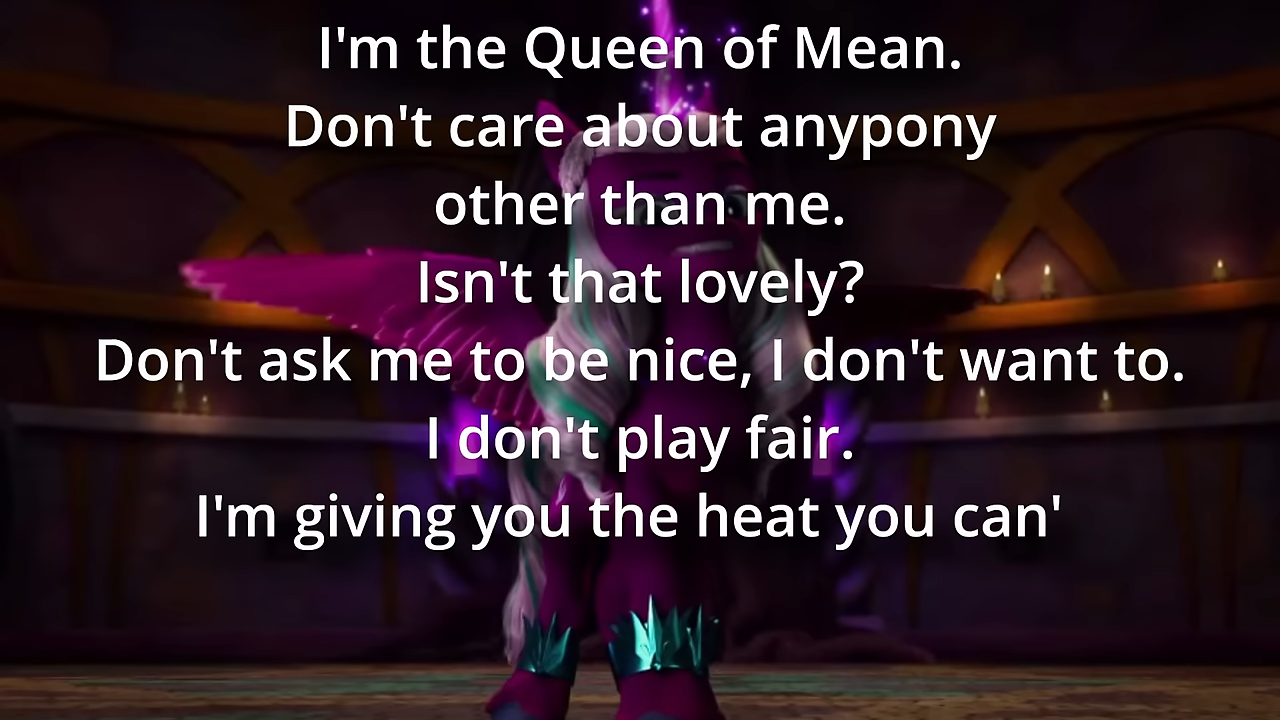 I'm the Queen of Mean.
Don't care about anypony
other than me.
Isn't that lovely?
Don't ask me to be nice, I don't want to.
I don't play fair.
I'm giving you the heat you can'